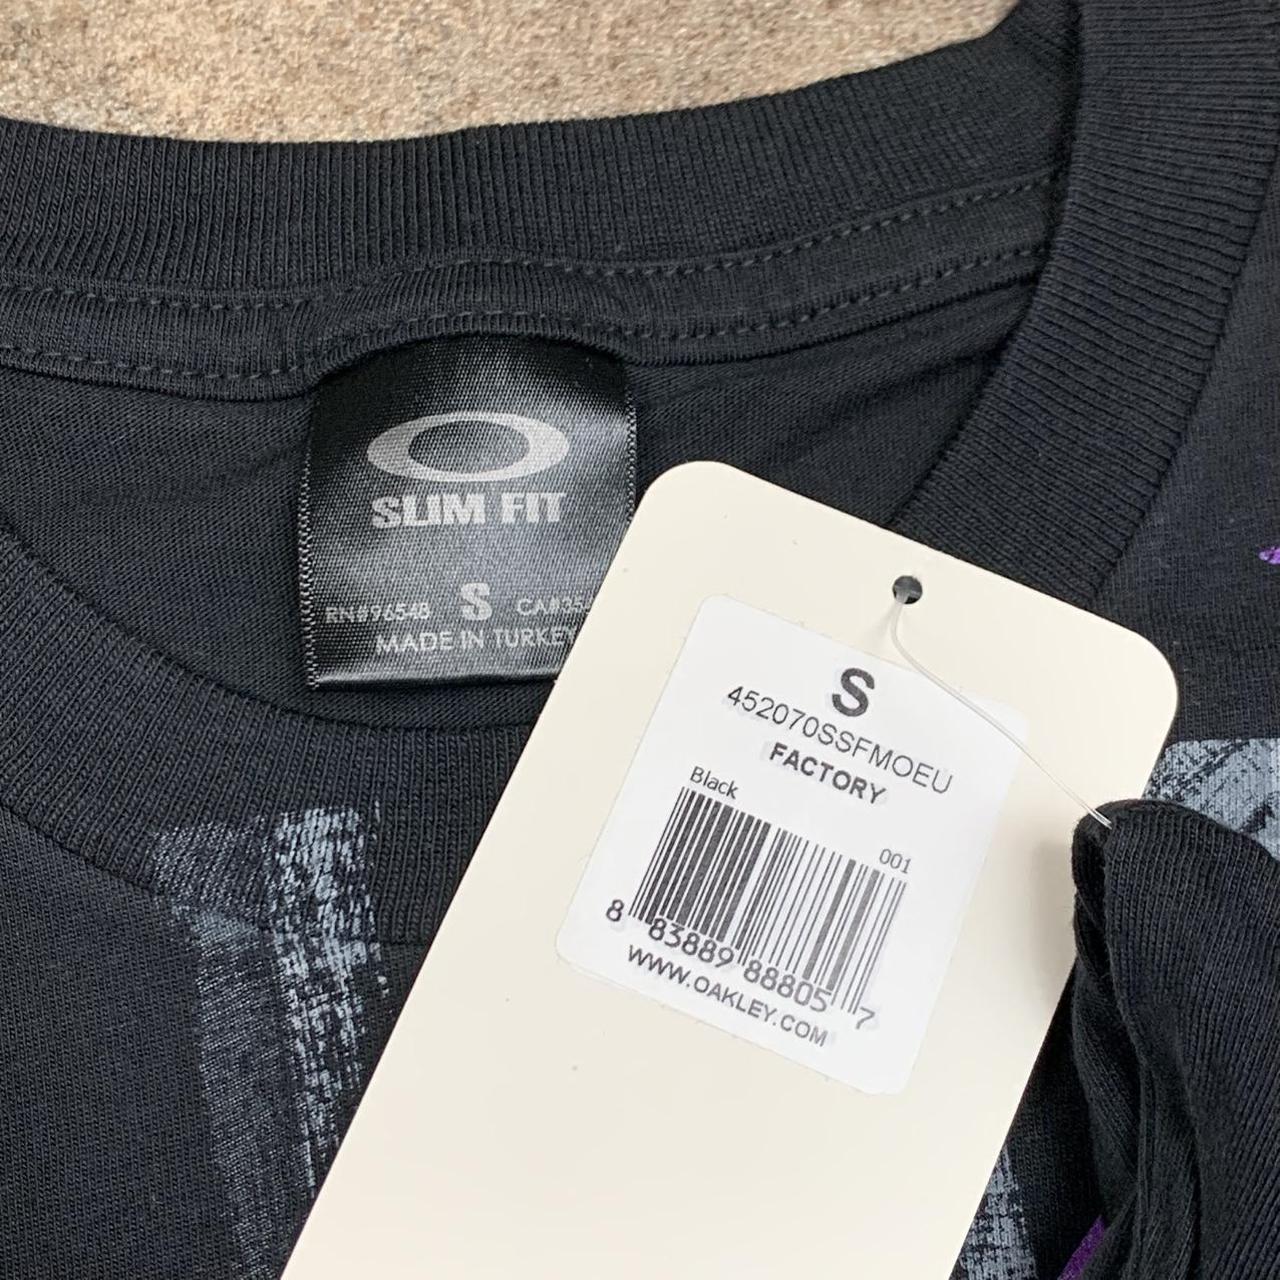 SLIM FIT
RN#96548 S
MADE IN TURKEY
S
452070SSFMOEU
FACTORY
Black
001
8 83889 88805 7
WWW.OAKLEY.COM